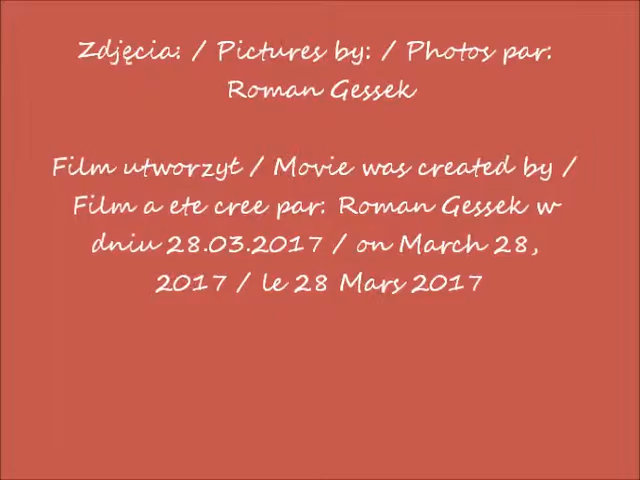 Zdjęcia: / Pictures by: / Photos par:
Roman Gessek
Film utworzył / Movie was created by /
Film a ete cree par: Roman Gessek w
dniu 28.03.2017 / on March 28,
2017 / le 28 Mars 2017